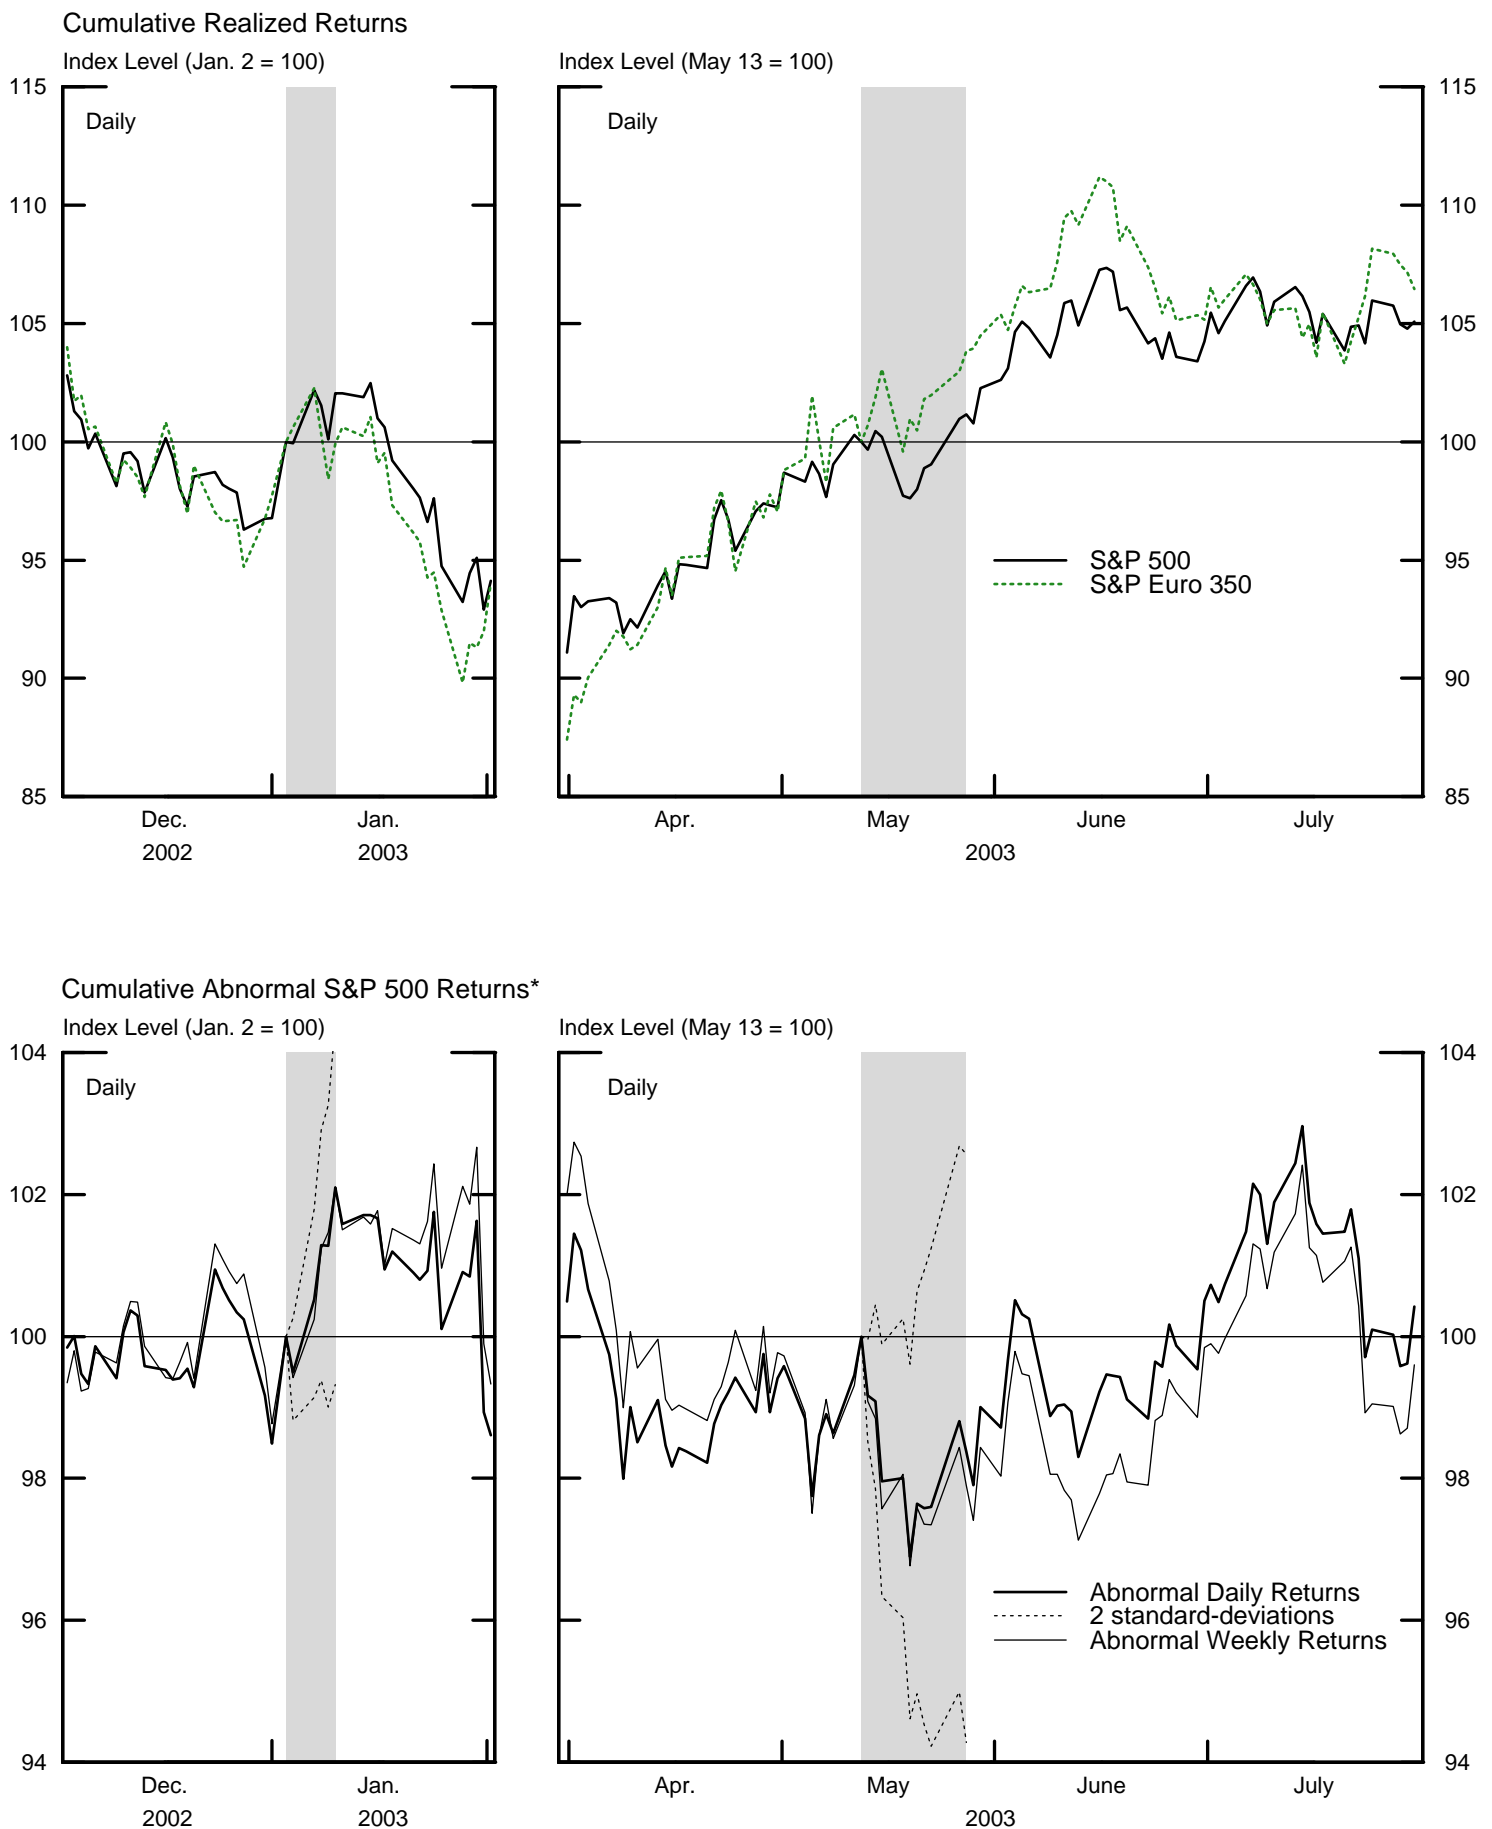 Cumulative Realized Returns
Index Level (Jan. 2 = 100)
Index Level (May 13 = 100)
115
115
Daily
Daily
110
110
105
105
100
100
95
95
S&P 500
S&P Euro 350
90
90
85
85
Dec.
Jan.
Apr.
May
June
July
2002
2003
2003
Cumulative Abnormal S&P 500 Returns*
Index Level (Jan. 2 = 100)
Index Level (May 13 = 100)
104
104
Daily
Daily
102
102
100
100
98
98
Abnormal Daily Returns
2 standard-deviations
Abnormal Weekly Returns
96
96
94
94
Dec.
Jan.
Apr.
May
June
July
2002
2003
2003